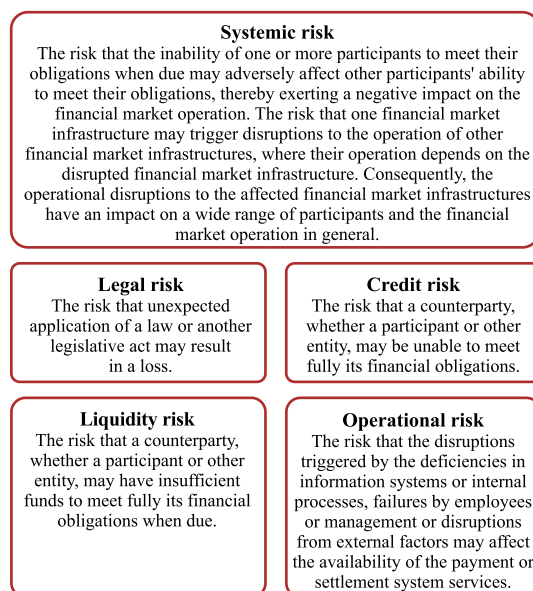 Systemic risk
The risk that the inability of one or more participants to meet their
obligations when due may adversely affect other participants' ability
to meet their obligations, thereby exerting a negative impact on the
financial market operation. The risk that one financial market
infrastructure may trigger disruptions to the operation of other
financial market infrastructures, where their operation depends on the
disrupted financial market infrastructure. Consequently, the
operational disruptions to the affected financial market infrastructures
have an impact on a wide range of participants and the financial
market operation in general.
Legal risk
The risk that unexpected
application of a law or another
legislative act may result
in a loss.
Credit risk
The risk that a counterparty,
whether a participant or other
entity, may be unable to meet
fully its financial obligations.
Liquidity risk
The risk that a counterparty,
whether a participant or other
entity, may have insufficient
funds to meet fully its financial
obligations when due.
Operational risk
The risk that the disruptions
triggered by the deficiencies in
information systems or internal
processes, failures by employees
or management or disruptions
from external factors may affect
the availability of the payment or
settlement system services.